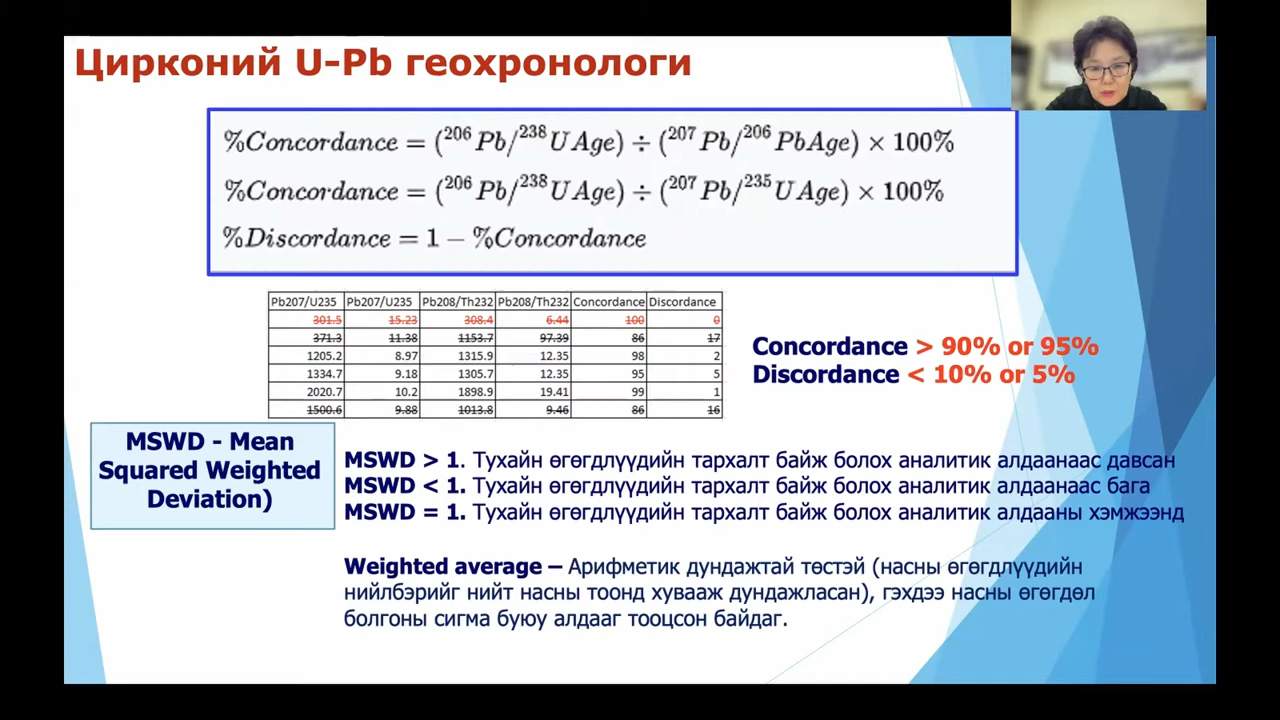 Цирконий U-Pb геохронологи
%Concordance = (²⁰⁶Pb/²³⁸U Age) ÷ (²⁰⁷Pb/²⁰⁶PbAge) × 100%
%Concordance = (²⁰⁶Pb/²³⁸U Age) ÷ (²⁰⁷Pb/²³⁵U Age) × 100%
%Discordance = 1 − %Concordance
Pb207/U235 Pb207/U235 Pb208/Th232 Pb208/Th232 Concordance Discordance
301.5 15.23 308.4 6.44 100 0
371.3 11.38 1153.7 97.39 86 17
1205.2 8.97 1315.9 12.35 98 2
1334.7 9.18 1305.7 12.35 95 5
2020.7 10.2 1898.9 19.41 99 1
1500.6 9.88 1013.8 9.46 86 16
Concordance > 90% or 95%
Discordance < 10% or 5%
MSWD - Mean
Squared Weighted
Deviation)
MSWD > 1. Тухайн өгөгдлүүдийн тархалт байж болох аналитик алдаанаас давсан
MSWD < 1. Тухайн өгөгдлүүдийн тархалт байж болох аналитик алдаанаас бага
MSWD = 1. Тухайн өгөгдлүүдийн тархалт байж болох аналитик алдааны хэмжээнд
Weighted average – Арифметик дундажтай төстэй (насны өгөгдлүүдийн
нийлбэрийг нийт насны тоонд хувааж дундажласан), гэхдээ насны өгөгдөл
болгоны сигма буюу алдааг тооцсон байдаг.